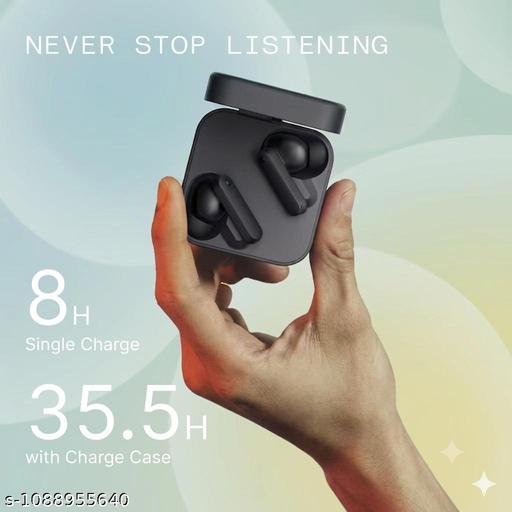 NEVER STOP LISTENING
8H
Single Charge
35.5H
with Charge Case
s-1088955640